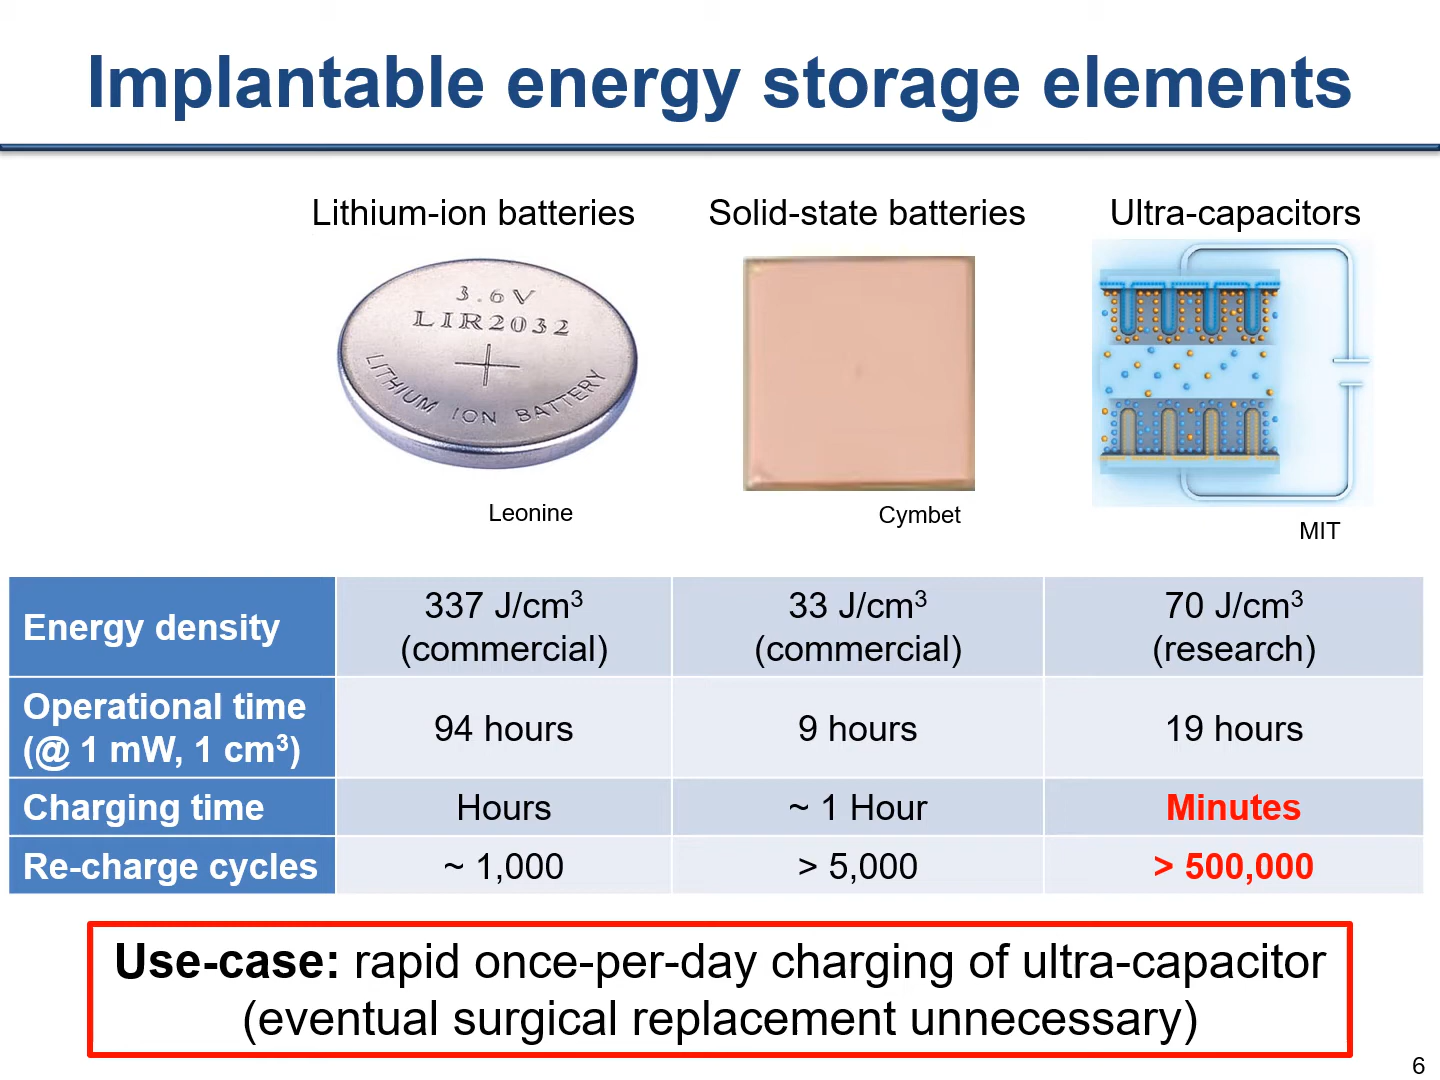 Implantable energy storage elements
Lithium-ion batteries
Solid-state batteries
Ultra-capacitors
3.6V
LIR2032
LITHIUM ION BATTERY
Leonine
Cymbet
MIT
Energy density
337 J/cm³
(commercial)
33 J/cm³
(commercial)
70 J/cm³
(research)
Operational time
(@ 1 mW, 1 cm³)
94 hours
9 hours
19 hours
Charging time
Hours
~ 1 Hour
Minutes
Re-charge cycles
~ 1,000
> 5,000
> 500,000
Use-case: rapid once-per-day charging of ultra-capacitor
(eventual surgical replacement unnecessary)
6